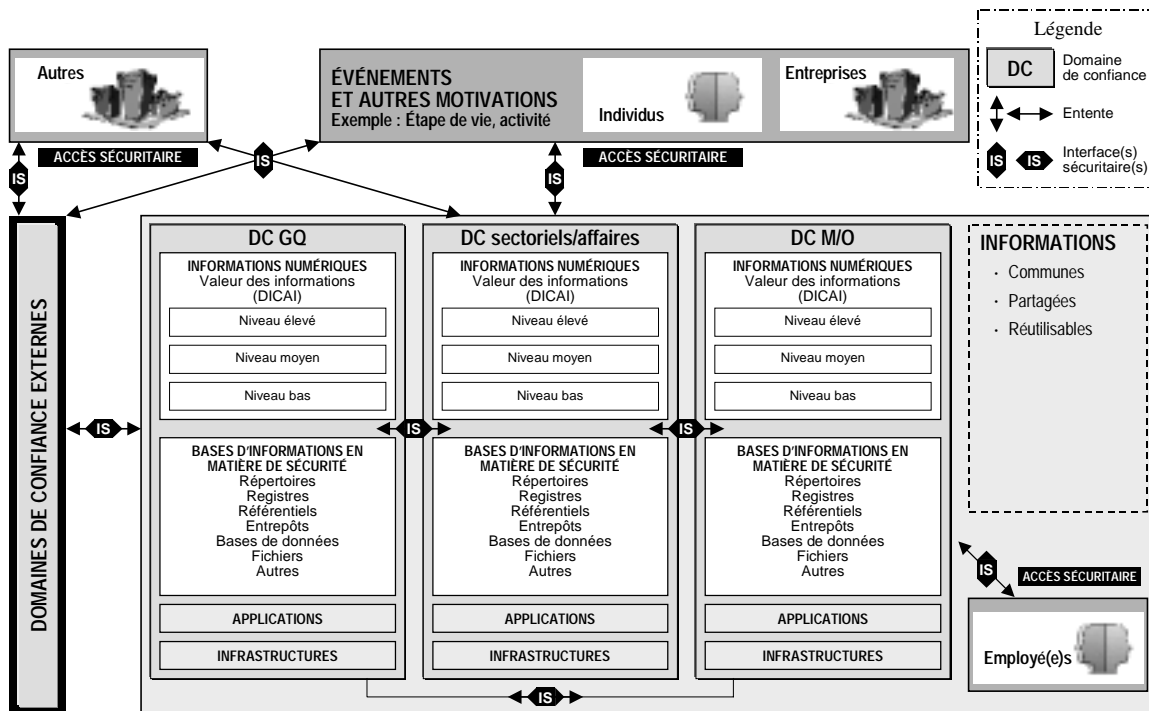 Légende
DC
Domaine
de confiance
Entente
IS
IS
Interface(s)
sécuritaire(s)
Autres
ÉVÉNEMENTS
ET AUTRES MOTIVATIONS
Exemple : Étape de vie, activité
Individus
Entreprises
IS
ACCÈS SÉCURITAIRE
IS
IS
ACCÈS SÉCURITAIRE
DOMAINES DE CONFIANCE EXTERNES
IS
DC GQ
INFORMATIONS NUMÉRIQUES
Valeur des informations
(DICAI)
Niveau élevé
Niveau moyen
Niveau bas
BASES D'INFORMATIONS EN
MATIÈRE DE SÉCURITÉ
Répertoires
Registres
Référentiels
Entrepôts
Bases de données
Fichiers
Autres
APPLICATIONS
INFRASTRUCTURES
IS
DC sectoriels/affaires
INFORMATIONS NUMÉRIQUES
Valeur des informations
(DICAI)
Niveau élevé
Niveau moyen
Niveau bas
BASES D'INFORMATIONS EN
MATIÈRE DE SÉCURITÉ
Répertoires
Registres
Référentiels
Entrepôts
Bases de données
Fichiers
Autres
APPLICATIONS
INFRASTRUCTURES
IS
DC M/O
INFORMATIONS NUMÉRIQUES
Valeur des informations
(DICAI)
Niveau élevé
Niveau moyen
Niveau bas
BASES D'INFORMATIONS EN
MATIÈRE DE SÉCURITÉ
Répertoires
Registres
Référentiels
Entrepôts
Bases de données
Fichiers
Autres
APPLICATIONS
INFRASTRUCTURES
IS
INFORMATIONS
· Communes
· Partagées
· Réutilisables
IS
ACCÈS SÉCURITAIRE
Employé(e)s